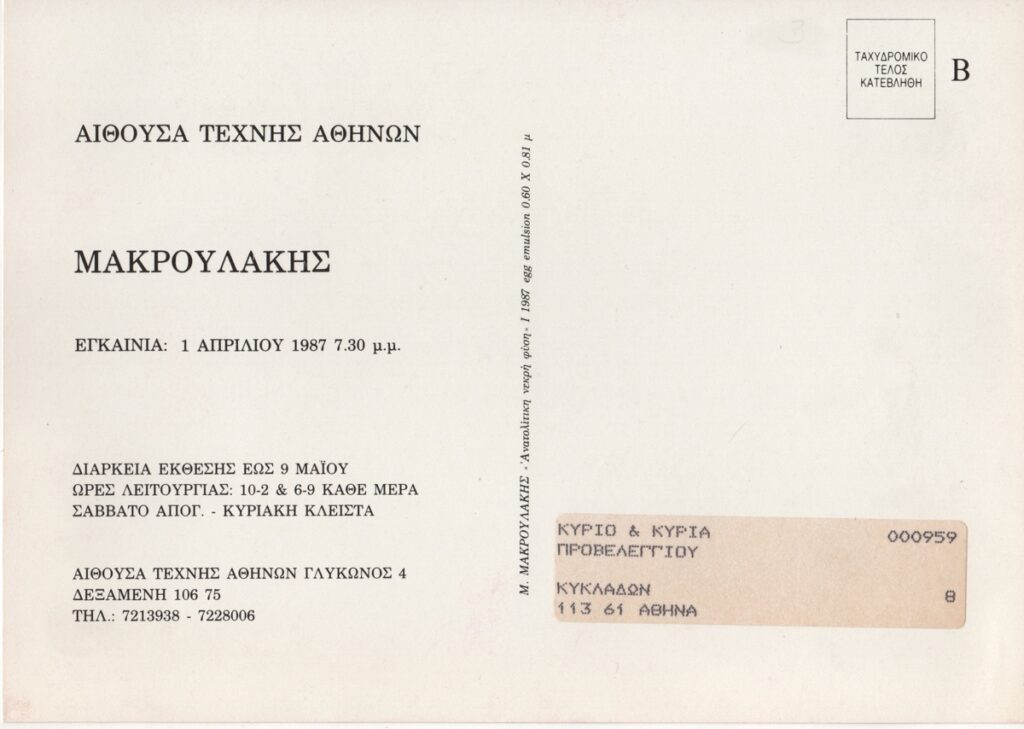 ΑΙΘΟΥΣΑ ΤΕΧΝΗΣ ΑΘΗΝΩΝ
ΜΑΚΡΟΥΛΑΚΗΣ
ΕΓΚΑΙΝΙΑ: 1 ΑΠΡΙΛΙΟΥ 1987 7.30 μ.μ.
ΔΙΑΡΚΕΙΑ ΕΚΘΕΣΗΣ ΕΩΣ 9 ΜΑΪΟΥ
ΩΡΕΣ ΛΕΙΤΟΥΡΓΙΑΣ: 10-2 & 6-9 ΚΑΘΕ ΜΕΡΑ
ΣΑΒΒΑΤΟ ΑΠΟΓ. - ΚΥΡΙΑΚΗ ΚΛΕΙΣΤΑ
ΑΙΘΟΥΣΑ ΤΕΧΝΗΣ ΑΘΗΝΩΝ ΓΛΥΚΩΝΟΣ 4
ΔΕΞΑΜΕΝΗ 106 75
ΤΗΛ.: 7213938 - 7228006
Μ. ΜΑΚΡΟΥΛΑΚΗΣ «Ἀνατολίτικη νεκρή φύση» Ι 1987 egg emulsion 0.60 X 0.81 μ
ΤΑΧΥΔΡΟΜΙΚΟ
ΤΕΛΟΣ
ΚΑΤΕΒΛΗΘΗ
Β
ΚΥΡΙΟ & ΚΥΡΙΑ 000959
ΠΡΟΒΕΛΕΓΓΙΟΥ
ΚΥΚΛΑΔΩΝ 8
113 61 ΑΘΗΝΑ